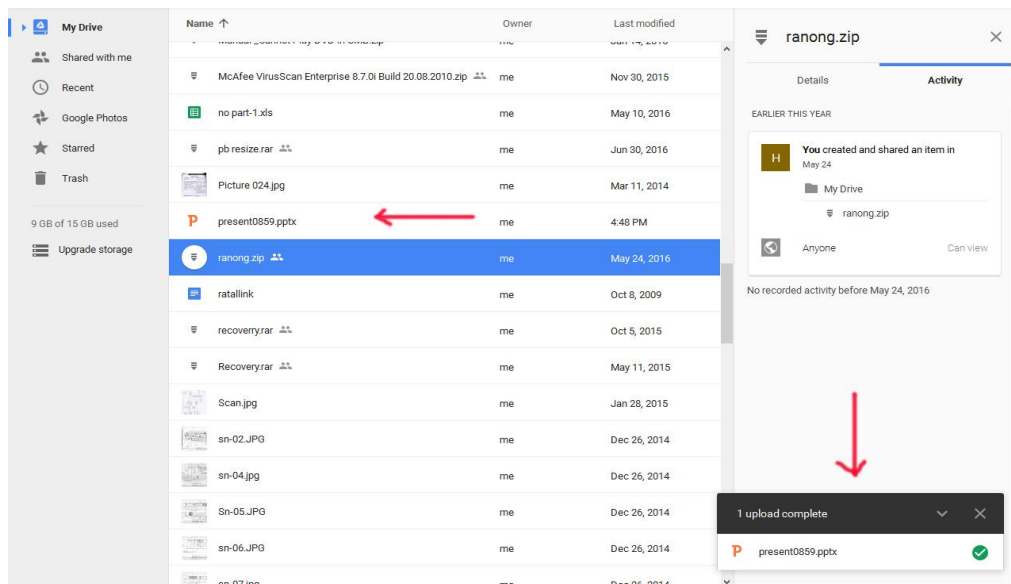 My Drive
Shared with me
Recent
Google Photos
Starred
Trash
9 GB of 15 GB used
Upgrade storage
Name Owner Last modified
McAfee VirusScan Enterprise 8.7.0i Build 20.08.2010.zip me Nov 30, 2015
no part-1.xls me May 10, 2016
pb resize.rar me Jun 30, 2016
Picture 024.jpg me Mar 11, 2014
present0859.pptx me 4:48 PM
ranong.zip me May 24, 2016
ratallink me Oct 8, 2009
recoverry.rar me Oct 5, 2015
Recovery.rar me May 11, 2015
Scan.jpg me Jan 28, 2015
sn-02.JPG me Dec 26, 2014
sn-04.jpg me Dec 26, 2014
Sn-05.JPG me Dec 26, 2014
sn-06.JPG me Dec 26, 2014
ranong.zip
Details Activity
EARLIER THIS YEAR
H
You created and shared an item in
May 24
My Drive
ranong.zip
Anyone Can view
No recorded activity before May 24, 2016
1 upload complete
present0859.pptx